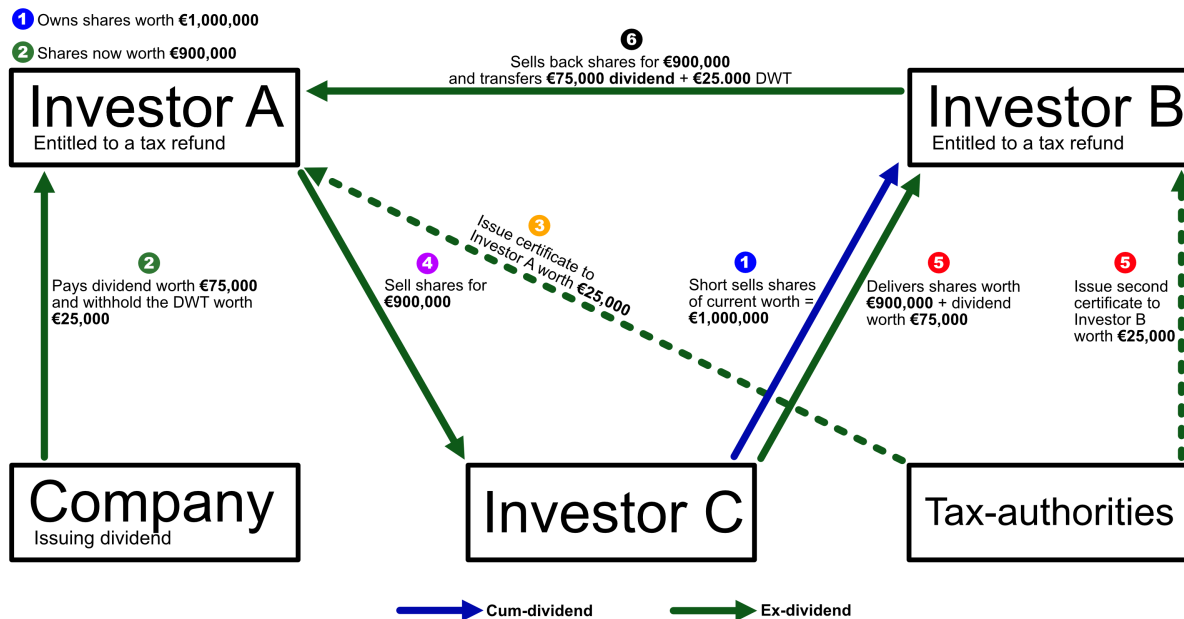 1 Owns shares worth €1,000,000
2 Shares now worth €900,000
6
Sells back shares for €900,000
and transfers €75,000 dividend + €25.000 DWT
Investor A
Entitled to a tax refund
Investor B
Entitled to a tax refund
2
Pays dividend worth €75,000
and withhold the DWT worth
€25,000
4
Sell shares for
€900,000
3
Issue certificate to
Investor A worth €25,000
1
Short sells shares
of current worth =
€1,000,000
5
Delivers shares worth
€900,000 + dividend
worth €75,000
5
Issue second
certificate to
Investor B
worth €25,000
Company
Issuing dividend
Investor C
Tax-authorities
Cum-dividend
Ex-dividend